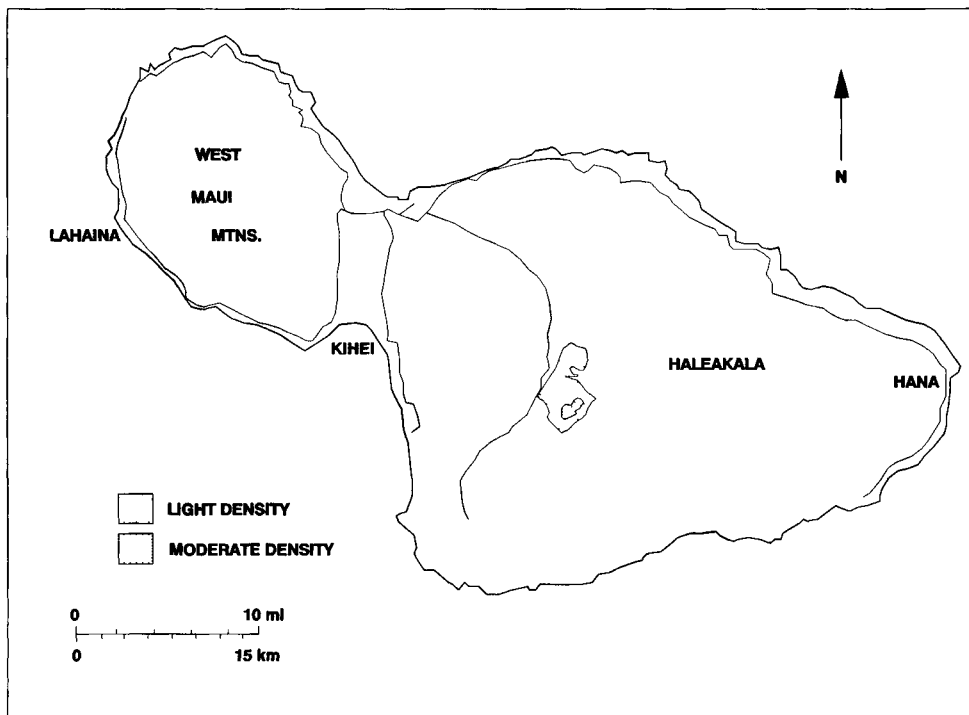 WEST
MAUI
MTNS.
N
LAHAINA
KIHEI
HALEAKALA
HANA
LIGHT DENSITY
MODERATE DENSITY
0 10 mi
0 15 km